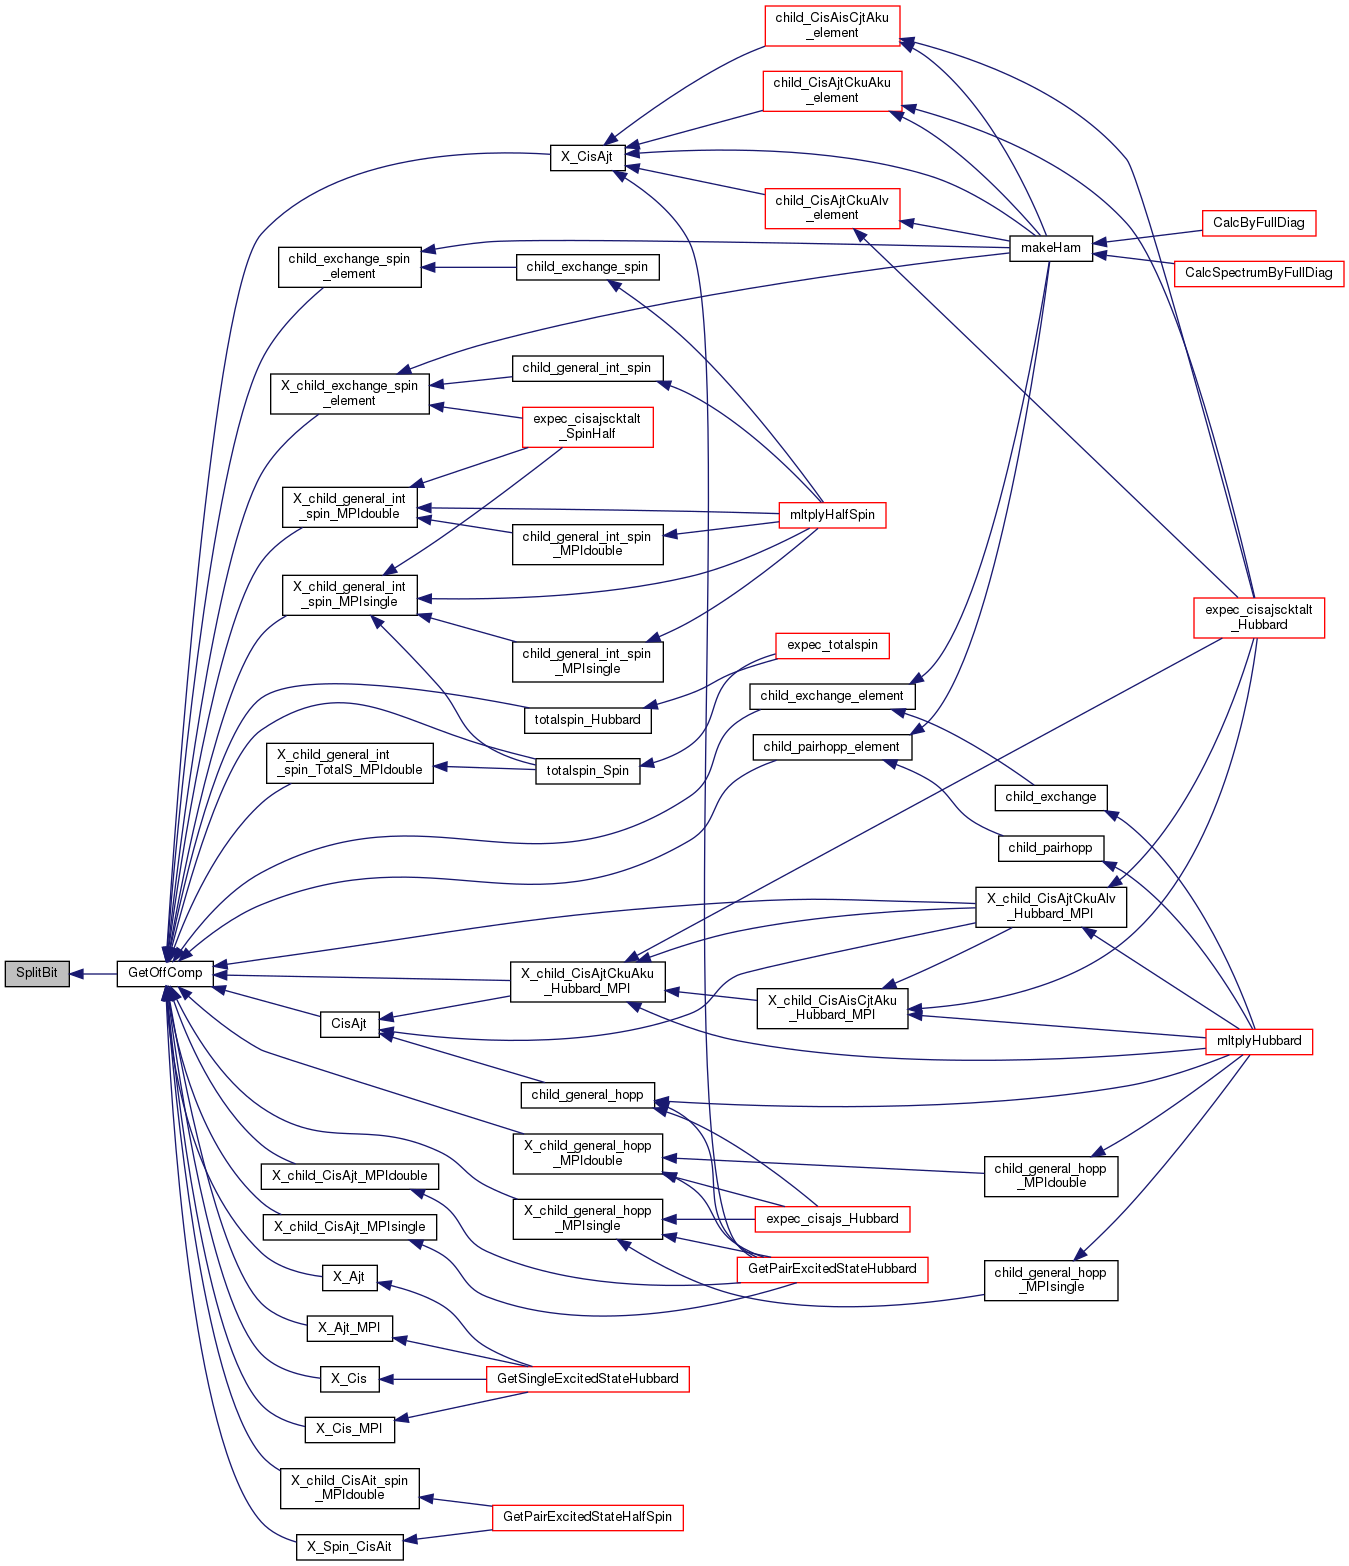 child_CisAisCjtAku
_element
child_CisAjtCkuAku
_element
X_CisAjt
child_CisAjtCkuAlv
_element
CalcByFullDiag
makeHam
child_exchange_spin
_element
child_exchange_spin
CalcSpectrumByFullDiag
child_general_int_spin
X_child_exchange_spin
_element
expec_cisajscktalt
_SpinHalf
X_child_general_int
_spin_MPIdouble
mltplyHalfSpin
child_general_int_spin
_MPIdouble
X_child_general_int
_spin_MPIsingle
expec_cisajscktalt
_Hubbard
expec_totalspin
child_general_int_spin
_MPIsingle
child_exchange_element
totalspin_Hubbard
child_pairhopp_element
X_child_general_int
_spin_TotalS_MPIdouble
totalspin_Spin
child_exchange
child_pairhopp
X_child_CisAjtCkuAlv
_Hubbard_MPI
SplitBit
GetOffComp
X_child_CisAjtCkuAku
_Hubbard_MPI
X_child_CisAisCjtAku
_Hubbard_MPI
CisAjt
mltplyHubbard
child_general_hopp
X_child_general_hopp
_MPIdouble
X_child_CisAjt_MPIdouble
child_general_hopp
_MPIdouble
X_child_CisAjt_MPIsingle
X_child_general_hopp
_MPIsingle
expec_cisajs_Hubbard
GetPairExcitedStateHubbard
X_Ajt
child_general_hopp
_MPIsingle
X_Ajt_MPI
X_Cis
GetSingleExcitedStateHubbard
X_Cis_MPI
X_child_CisAit_spin
_MPIdouble
GetPairExcitedStateHalfSpin
X_Spin_CisAit